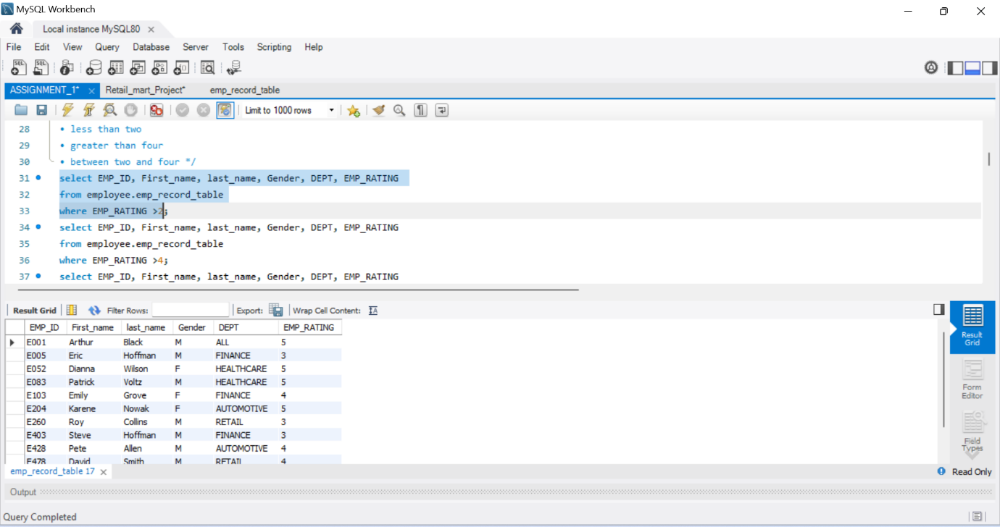 MySQL Workbench
Local instance MySQL80
File Edit View Query Database Server Tools Scripting Help
ASSIGNMENT_1* Retail_mart_Project* emp_record_table
Limit to 1000 rows
28 • less than two
29 • greater than four
30 • between two and four */
31 select EMP_ID, First_name, last_name, Gender, DEPT, EMP_RATING
32 from employee.emp_record_table
33 where EMP_RATING >2;
34 select EMP_ID, First_name, last_name, Gender, DEPT, EMP_RATING
35 from employee.emp_record_table
36 where EMP_RATING >4;
37 select EMP_ID, First_name, last_name, Gender, DEPT, EMP_RATING
Result Grid Filter Rows: Export: Wrap Cell Content:
EMP_ID First_name last_name Gender DEPT EMP_RATING
E001 Arthur Black M ALL 5
E005 Eric Hoffman M FINANCE 3
E052 Dianna Wilson F HEALTHCARE 5
E083 Patrick Voltz M HEALTHCARE 5
E103 Emily Grove F FINANCE 4
E204 Karene Nowak F AUTOMOTIVE 5
E260 Roy Collins M RETAIL 3
E403 Steve Hoffman M FINANCE 3
E428 Pete Allen M AUTOMOTIVE 4
E478 David Smith M RETAIL 4
Result
Grid
Form
Editor
Field
Types
emp_record_table 17
Read Only
Output
Query Completed